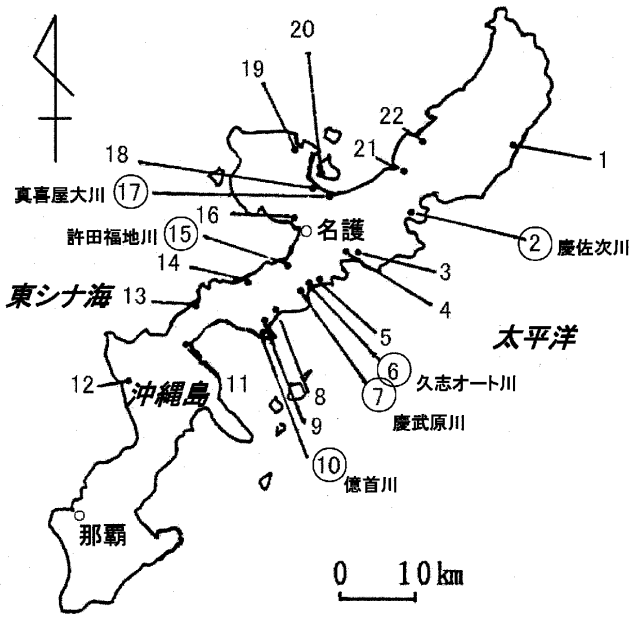 20
19
22
21
1
18
真喜屋大川 17
16
名護
許田福地川 15
2 慶佐次川
14
3
東シナ海 13
4
5
太平洋
6 久志オート川
12
沖縄島
11
8
7 慶武原川
9
10 億首川
那覇
0 10km